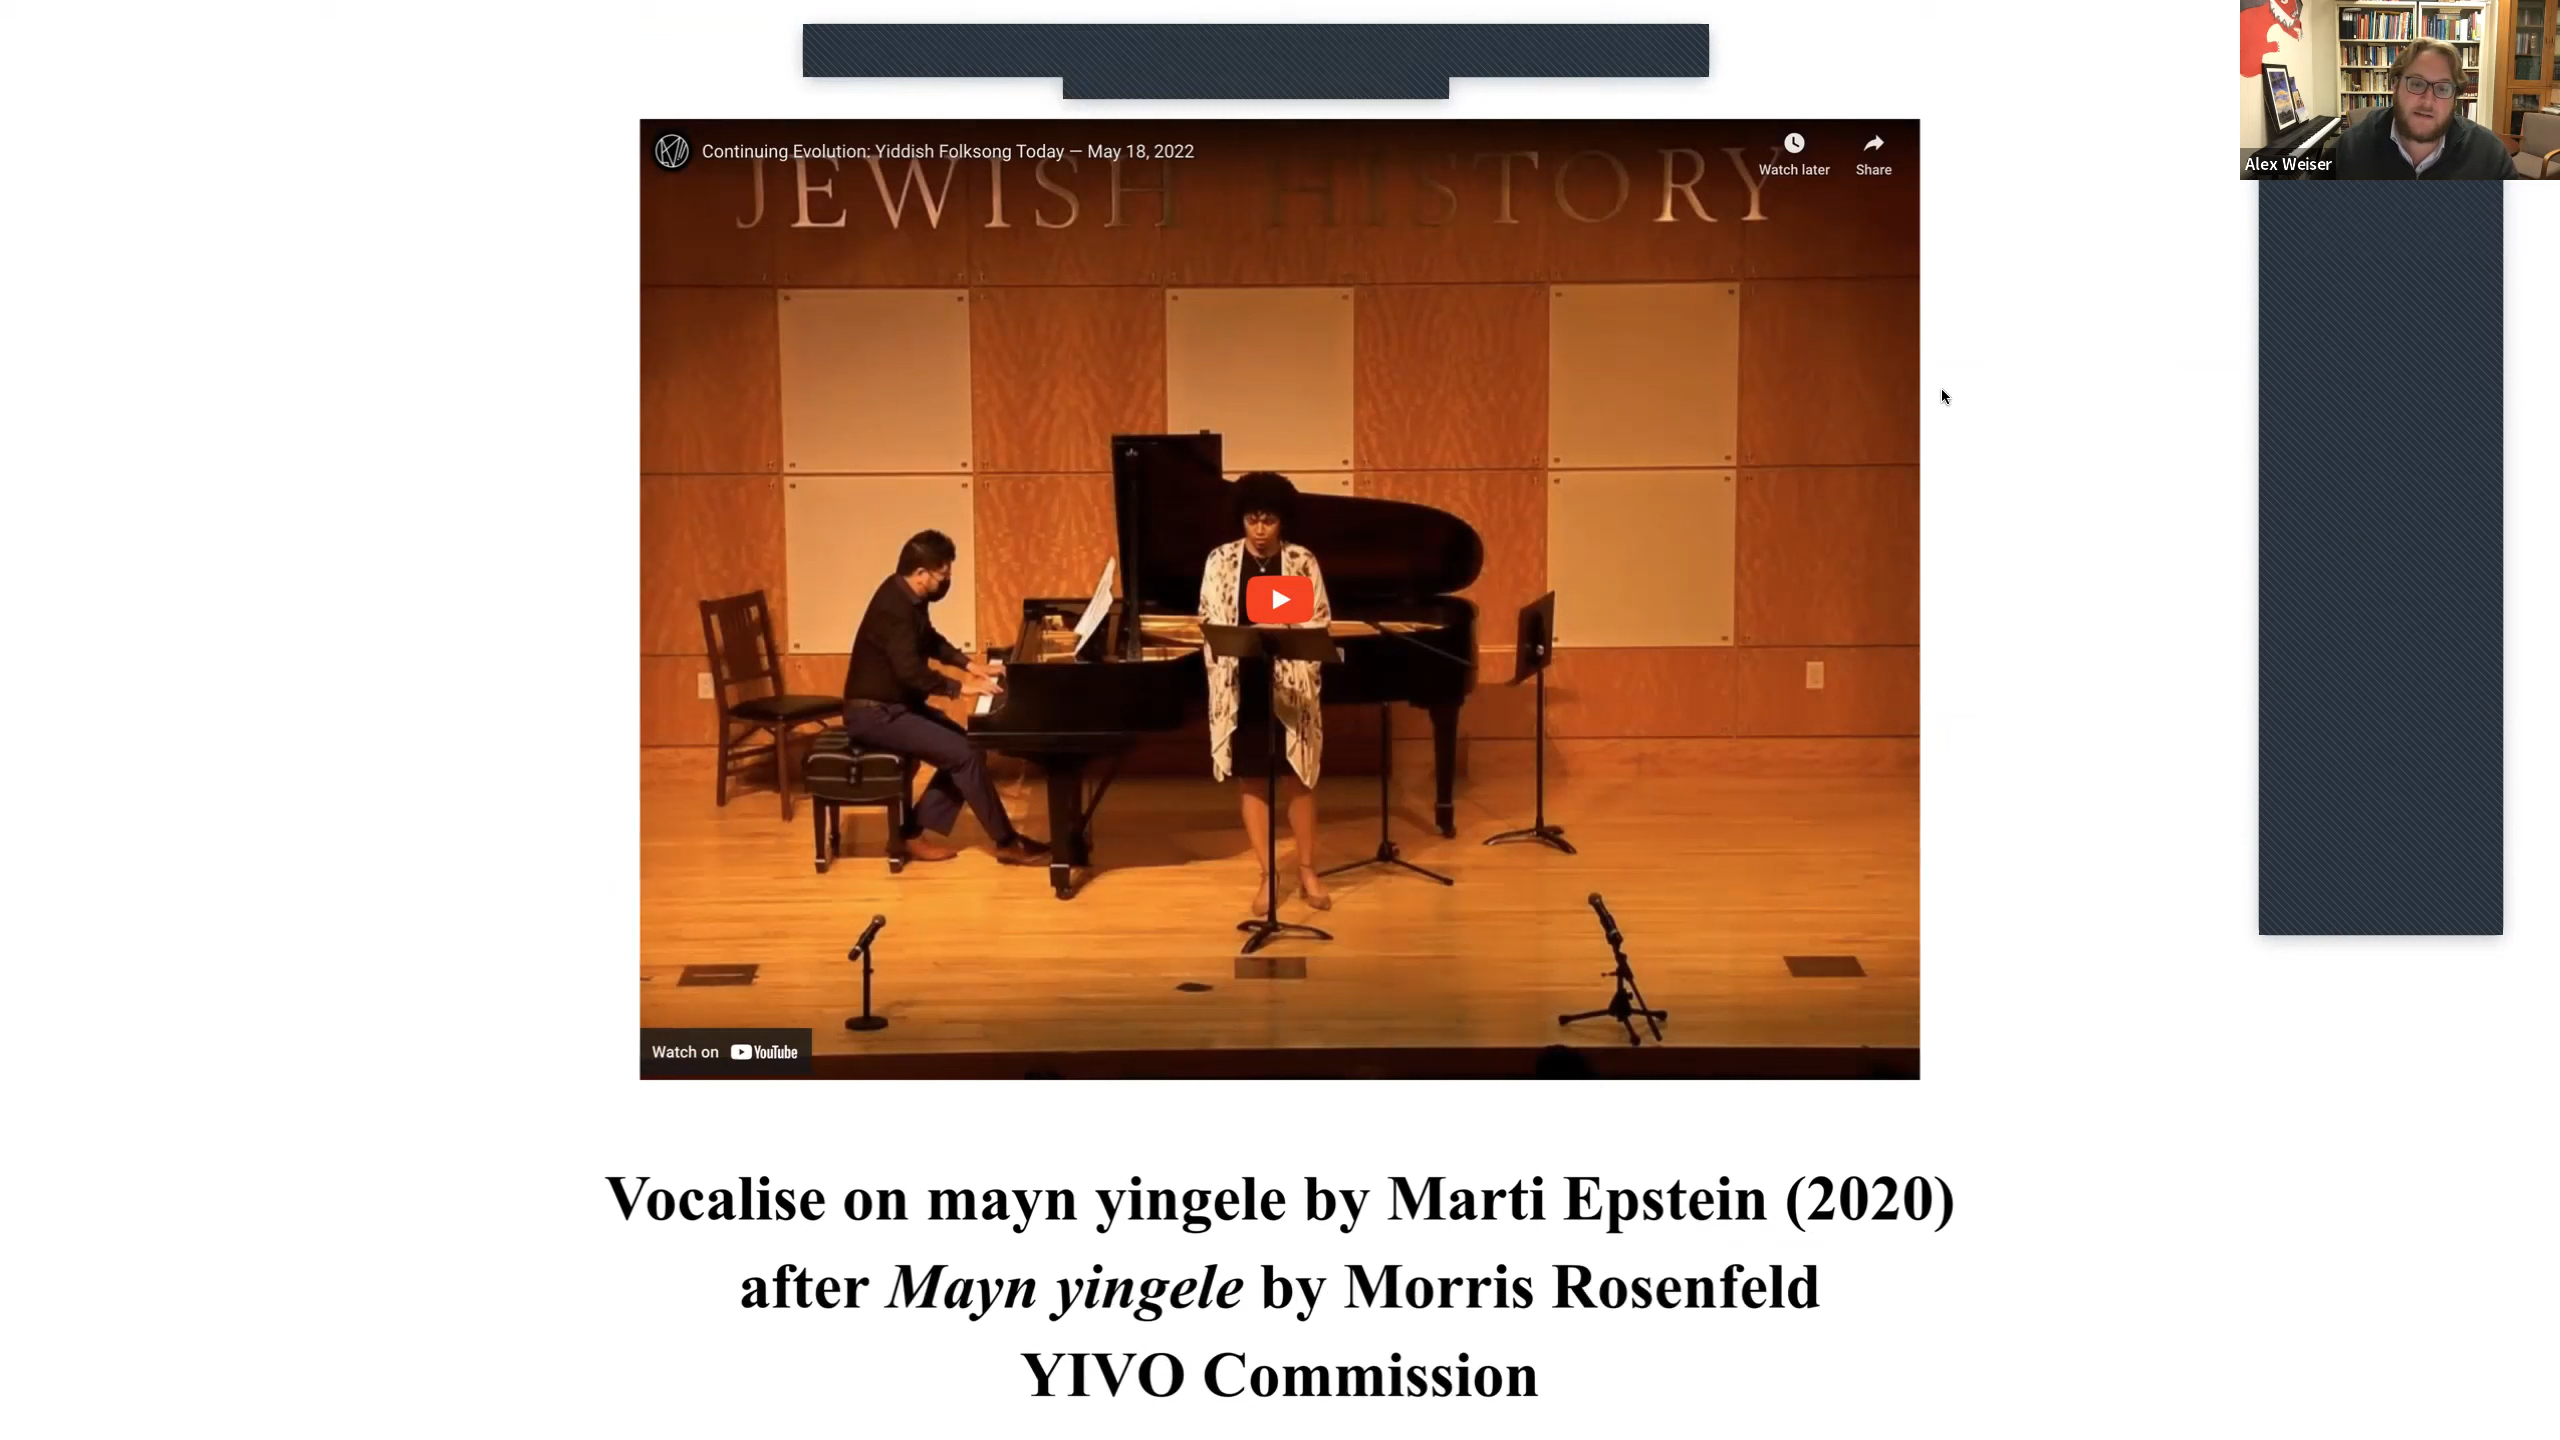 Continuing Evolution: Yiddish Folksong Today — May 18, 2022
Watch later
Share
Alex Weiser
JEWISH HISTORY
Watch on YouTube
Vocalise on mayn yingele by Marti Epstein (2020)
after Mayn yingele by Morris Rosenfeld
YIVO Commission